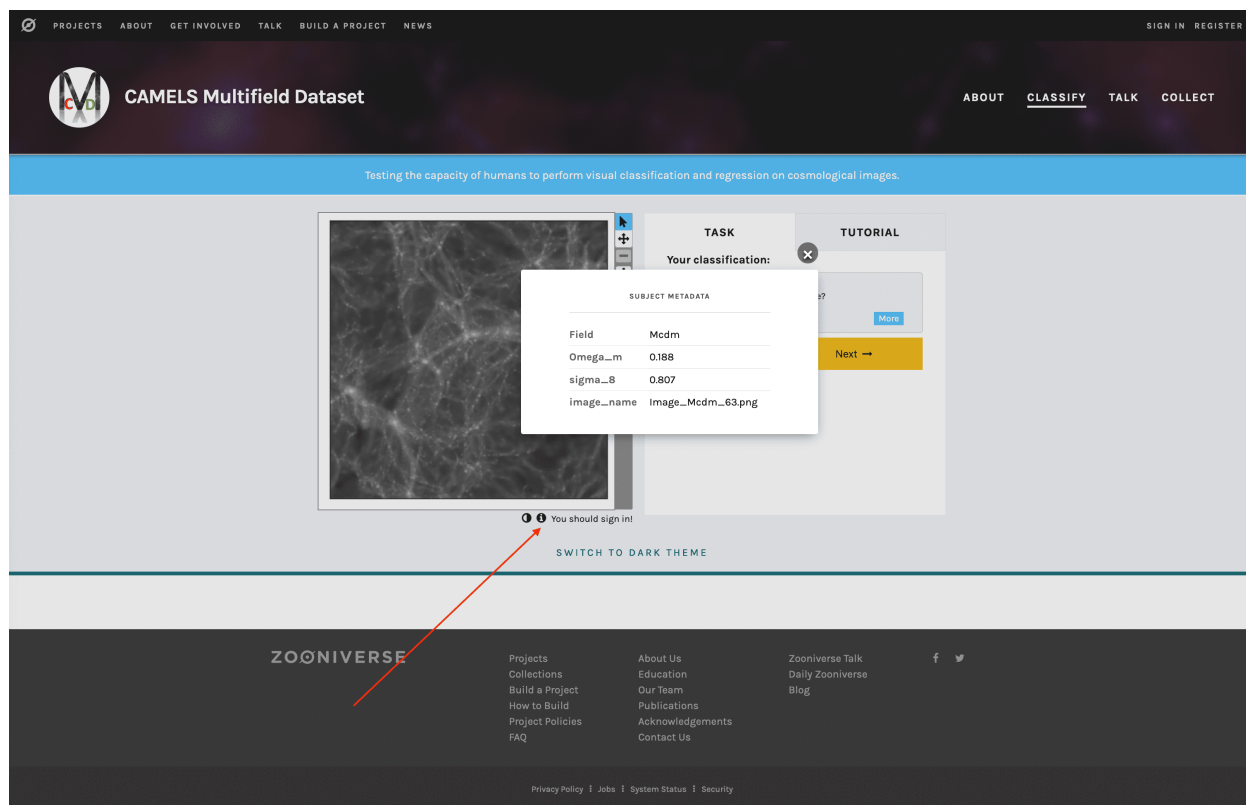 PROJECTS ABOUT GET INVOLVED TALK BUILD A PROJECT NEWS SIGN IN REGISTER
CMD
CAMELS Multifield Dataset
ABOUT CLASSIFY TALK COLLECT
Testing the capacity of humans to perform visual classification and regression on cosmological images.
TASK TUTORIAL
Your classification:
SUBJECT METADATA
Field Mcdm
Omega_m 0.188
sigma_8 0.807
image_name Image_Mcdm_63.png
e?
More
Next →
You should sign in!
SWITCH TO DARK THEME
ZOONIVERSE
Projects
Collections
Build a Project
How to Build
Project Policies
FAQ
About Us
Education
Our Team
Publications
Acknowledgements
Contact Us
Zooniverse Talk
Daily Zooniverse
Blog
Privacy Policy Jobs System Status Security